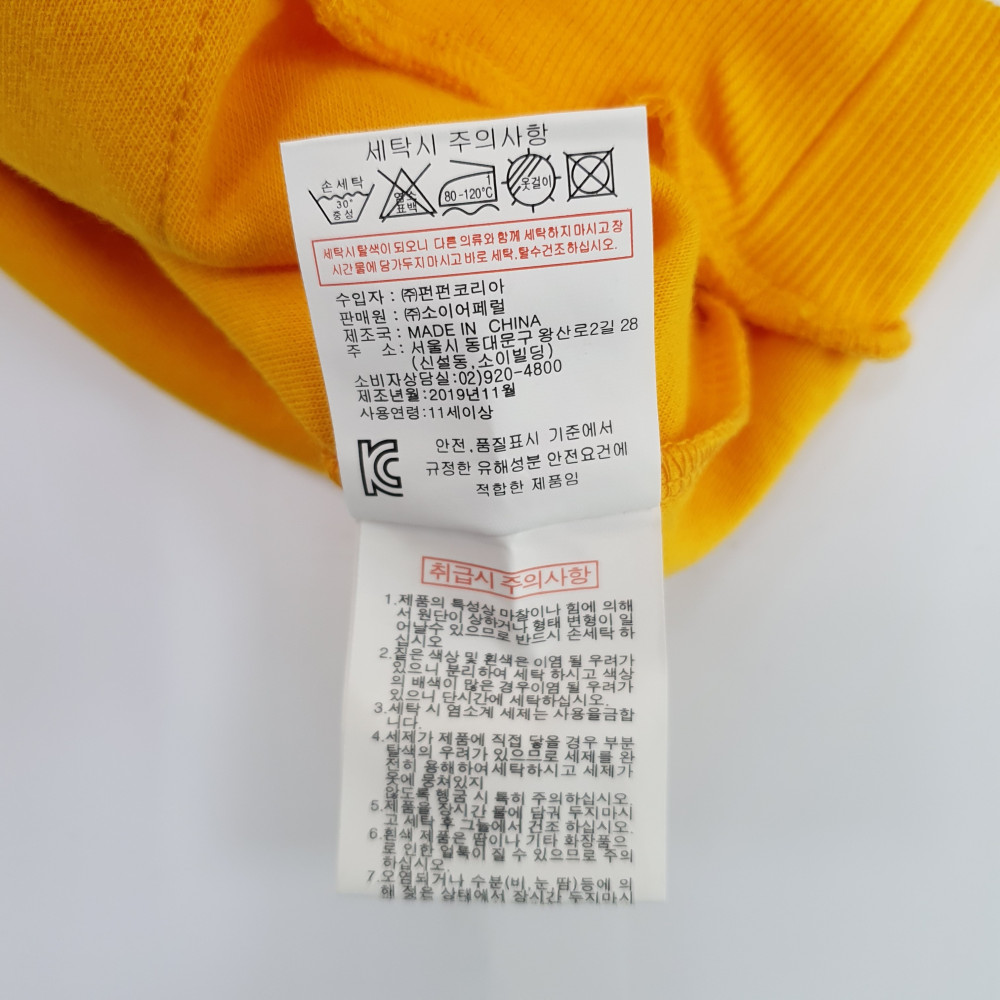 세탁시 주의사항
손세탁
30°
중성
염소
표백
1
80-120℃
옷걸이
세탁시 탈색이 되오니 다른 의류와 함께 세탁하지 마시고 장
시간 물에 담가두지 마시고 바로 세탁.탈수건조하십시오.
수입자 : ㈜펀펀코리아
판매원 : ㈜소이어페럴
제조국 : MADE IN CHINA
주 소: 서울시 동대문구 왕산로2길 28
(신설동,소이빌딩)
소비자상담실:02)920-4800
제조년월:2019년11월
사용연령:11세이상
안전,품질표시 기준에서
규정한 유해성분 안전요건에
적합한 제품임
취급시 주의사항
1.제품의 특성상 마찰이나 힘에 의해
서 원단이 상하거나 형태 변형이 일
어날수 있으므로 반드시 손세탁 하
십시오
2.짙은 색상 및 흰색은 이염 될 우려가
있으니 분리하여 세탁 하시고 색상
의 배색이 많은 경우이염 될 우려가
있으니 단시간에 세탁하십시오.
3.세탁 시 염소계 세제는 사용을금합
니다.
4.세제가 제품에 직접 닿을 경우 부분
탈색의 우려가 있으므로 세제를 완
전히 용해하여세탁하시고 세제가
옷에 뭉쳐있지
않도록 헹굼 시 특히 주의하십시오.
5.제품을 장시간 물에 담궈 두지마시
고 세탁 후 그늘에서 건조 하십시오.
6.흰색 제품은 땀이나 기타 화장품으
로 인한 얼룩이 질 수 있으므로 주의
하십시오.
7.오염되거나 수분(비,눈 땀)등에 의
해 젖은 상태에서 장시간 두지마시